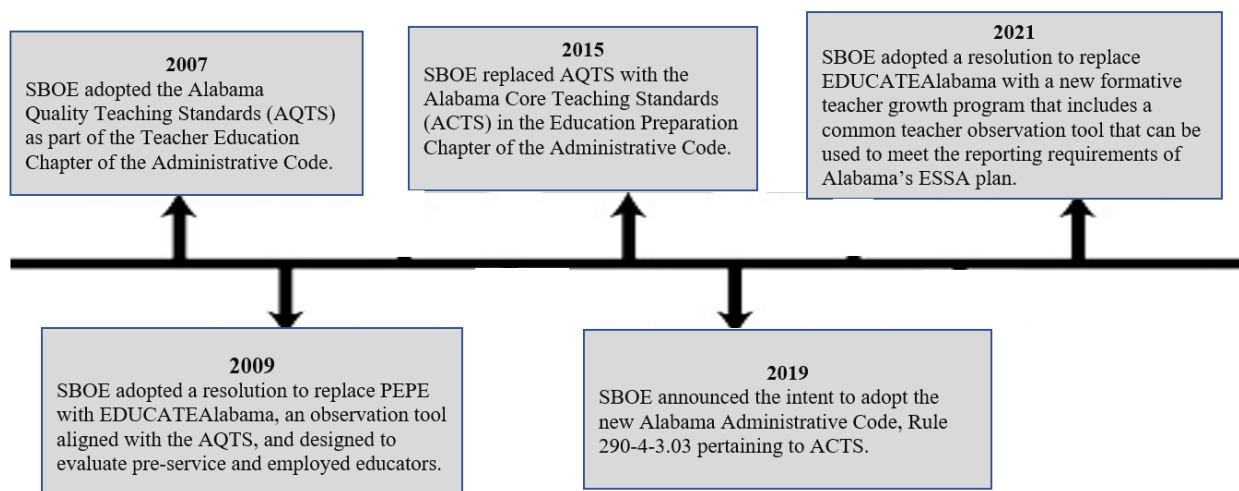 2007
SBOE adopted the Alabama
Quality Teaching Standards (AQTS)
as part of the Teacher Education
Chapter of the Administrative Code.
2009
SBOE adopted a resolution to replace PEPE
with EDUCATEAlabama, an observation tool
aligned with the AQTS, and designed to
evaluate pre-service and employed educators.
2015
SBOE replaced AQTS with the
Alabama Core Teaching Standards
(ACTS) in the Education Preparation
Chapter of the Administrative Code.
2019
SBOE announced the intent to adopt the
new Alabama Administrative Code, Rule
290-4-3.03 pertaining to ACTS.
2021
SBOE adopted a resolution to replace
EDUCATEAlabama with a new formative
teacher growth program that includes a
common teacher observation tool that can be
used to meet the reporting requirements of
Alabama’s ESSA plan.